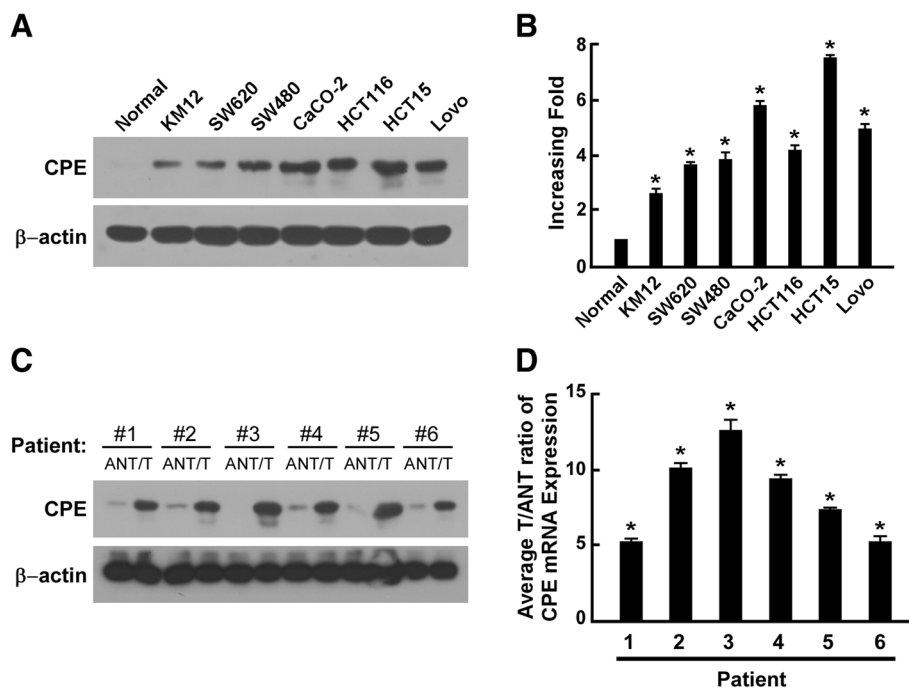 A
Normal KM12 SW620 SW480 CaCO-2 HCT116 HCT15 Lovo
CPE
β–actin
B
Increasing Fold
8
6
4
2
0
Normal KM12 SW620 SW480 CaCO-2 HCT116 HCT15 Lovo
* * * * * * *
C
Patient: #1 #2 #3 #4 #5 #6
ANT/T ANT/T ANT/T ANT/T ANT/T ANT/T
CPE
β–actin
D
Average T/ANT ratio of
CPE mRNA Expression
15
10
5
0
* * * * * *
1 2 3 4 5 6
Patient